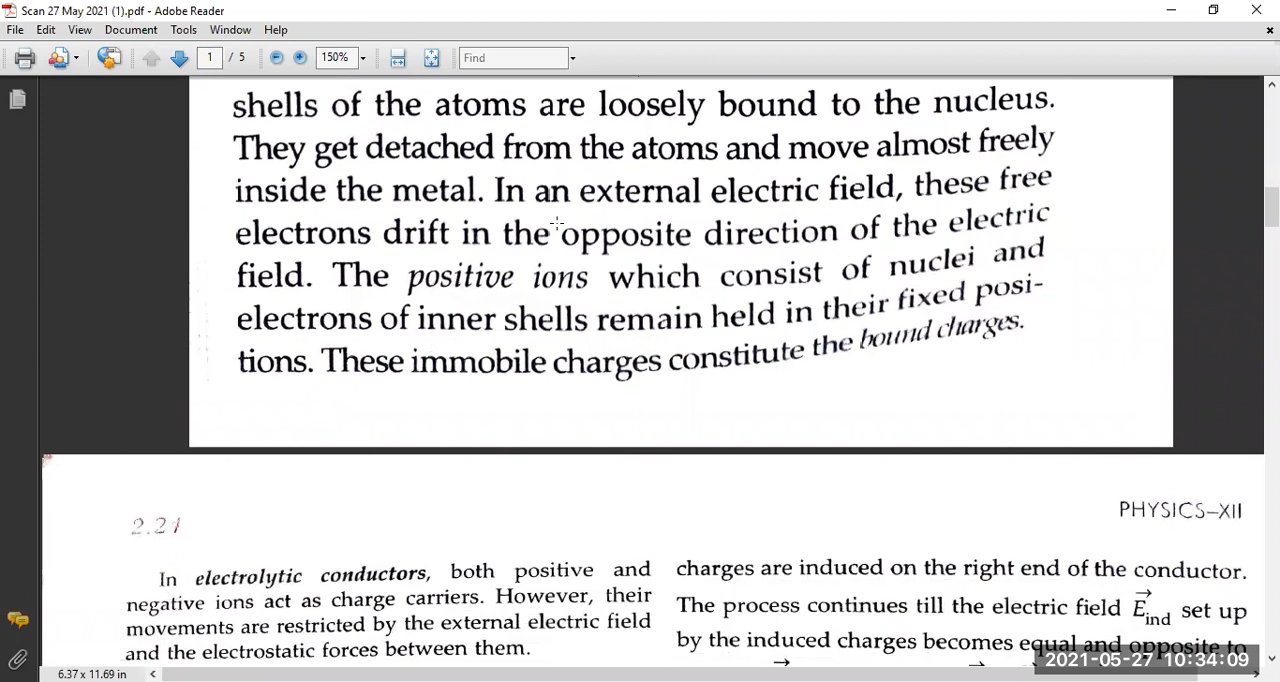 Scan 27 May 2021 (1).pdf - Adobe Reader
File Edit View Document Tools Window Help
1 / 5 150% Find
shells of the atoms are loosely bound to the nucleus.
They get detached from the atoms and move almost freely
inside the metal. In an external electric field, these free
electrons drift in the opposite direction of the electric
field. The positive ions which consist of nuclei and
electrons of inner shells remain held in their fixed posi-
tions. These immobile charges constitute the bound charges.
2.21
PHYSICS–XII
In electrolytic conductors, both positive and
negative ions act as charge carriers. However, their
movements are restricted by the external electric field
and the electrostatic forces between them.
charges are induced on the right end of the conductor.
The process continues till the electric field E⃗ind set up
by the induced charges becomes equal and opposite to
2021-05-27 10:34:09
6.37 x 11.69 in